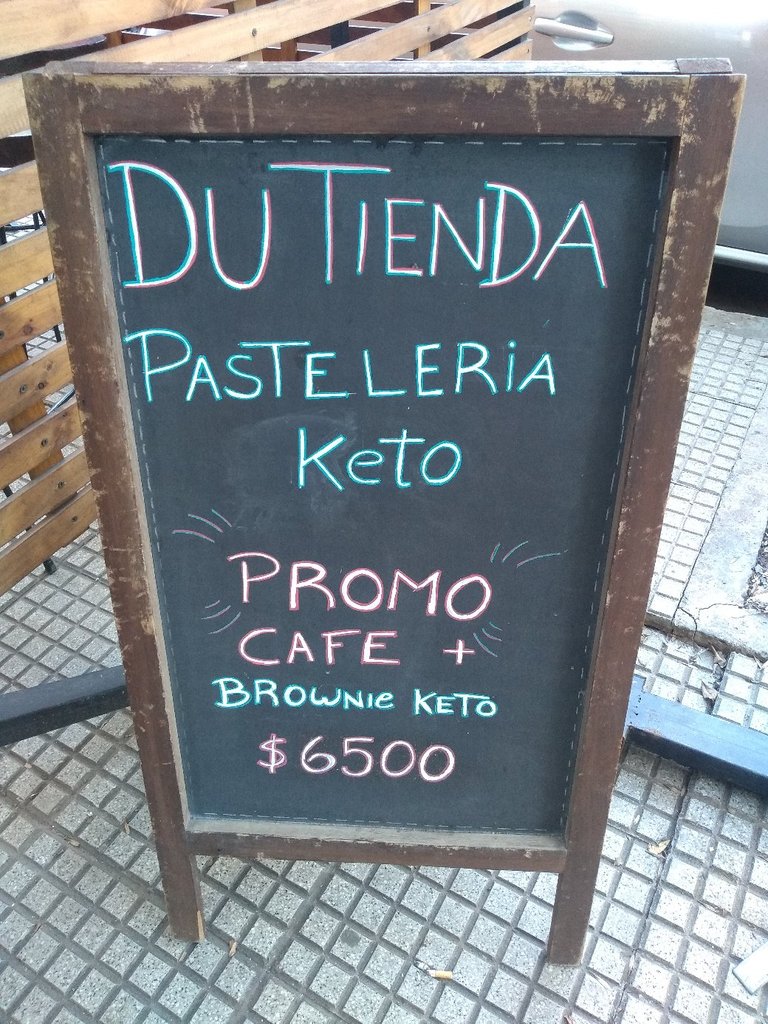 DU TIENDA
PASTELERiA
Keto
PROMO
CAFE +
BROWNie KETO
$6500